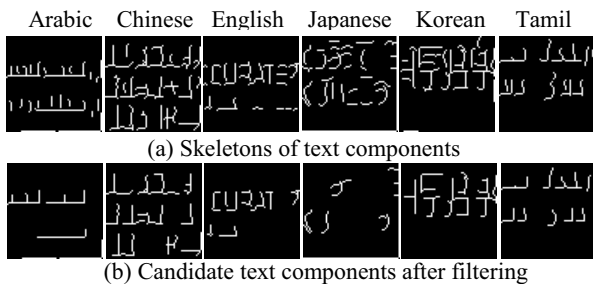 Arabic Chinese English Japanese Korean Tamil
(a) Skeletons of text components
(b) Candidate text components after filtering